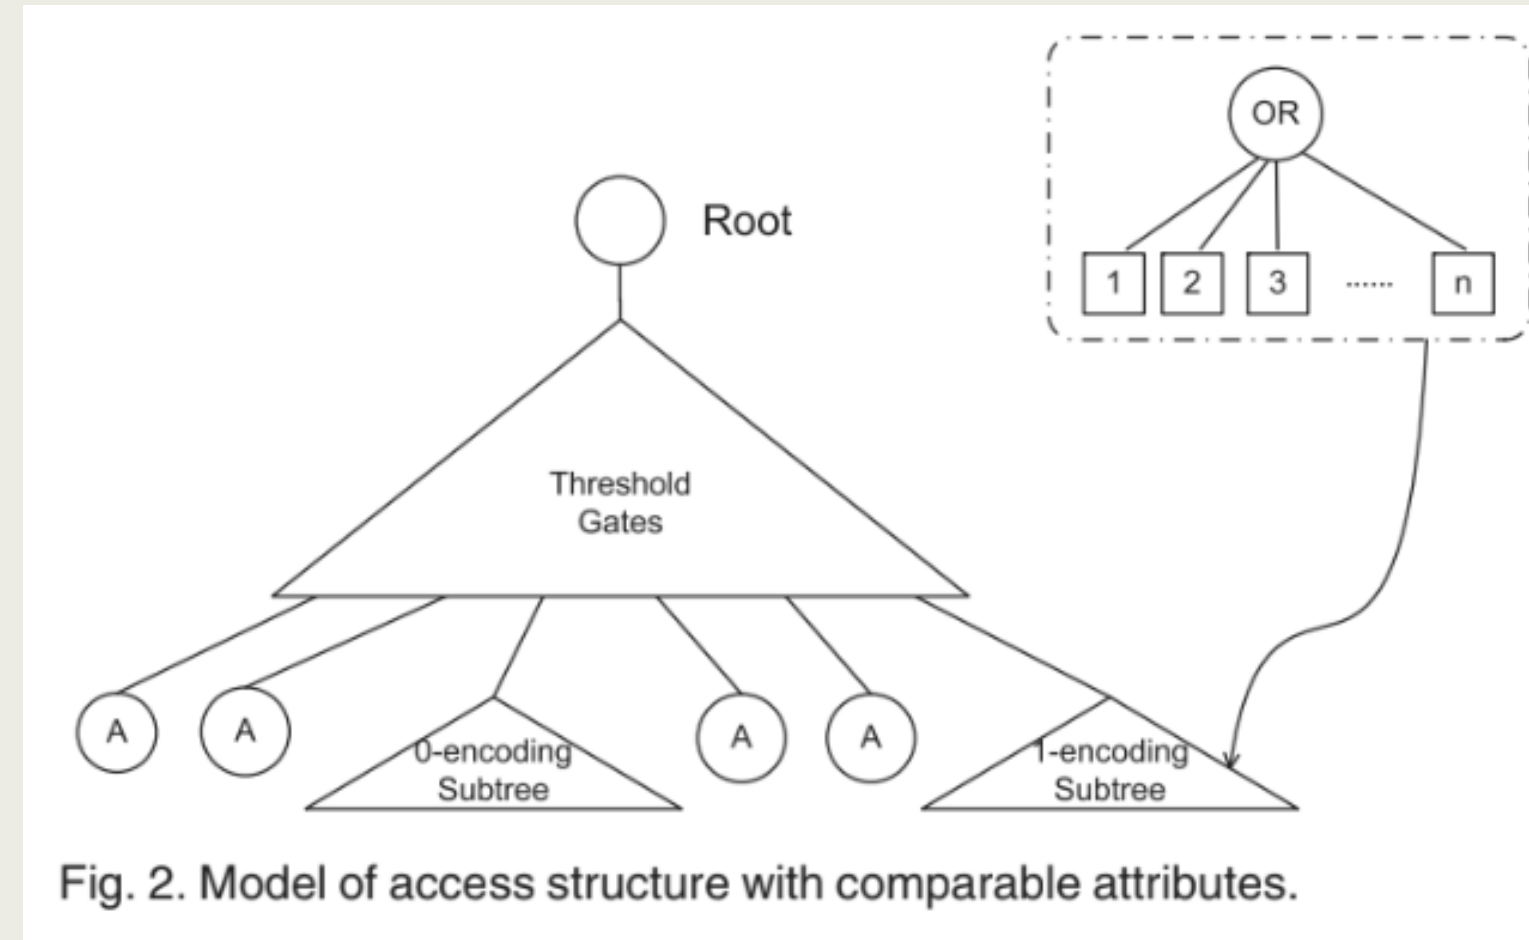 OR
1 2 3 ...... n
Root
Threshold
Gates
A A 0-encoding A A 1-encoding
Subtree Subtree
Fig. 2. Model of access structure with comparable attributes.